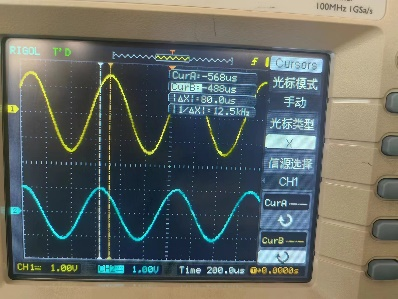 100MHz 1GSa/s
RIGOL T'D
Cursors
光标模式
手动
光标类型
X
信源选择
CH1
CurA
CurB
CurA:-568us
CurB:-488us
|ΔX|:80.0us
|1/ΔX|:12.5kHz
1
2
CH1 1.00V CH2 1.00V Time 200.0us T 0.0000s